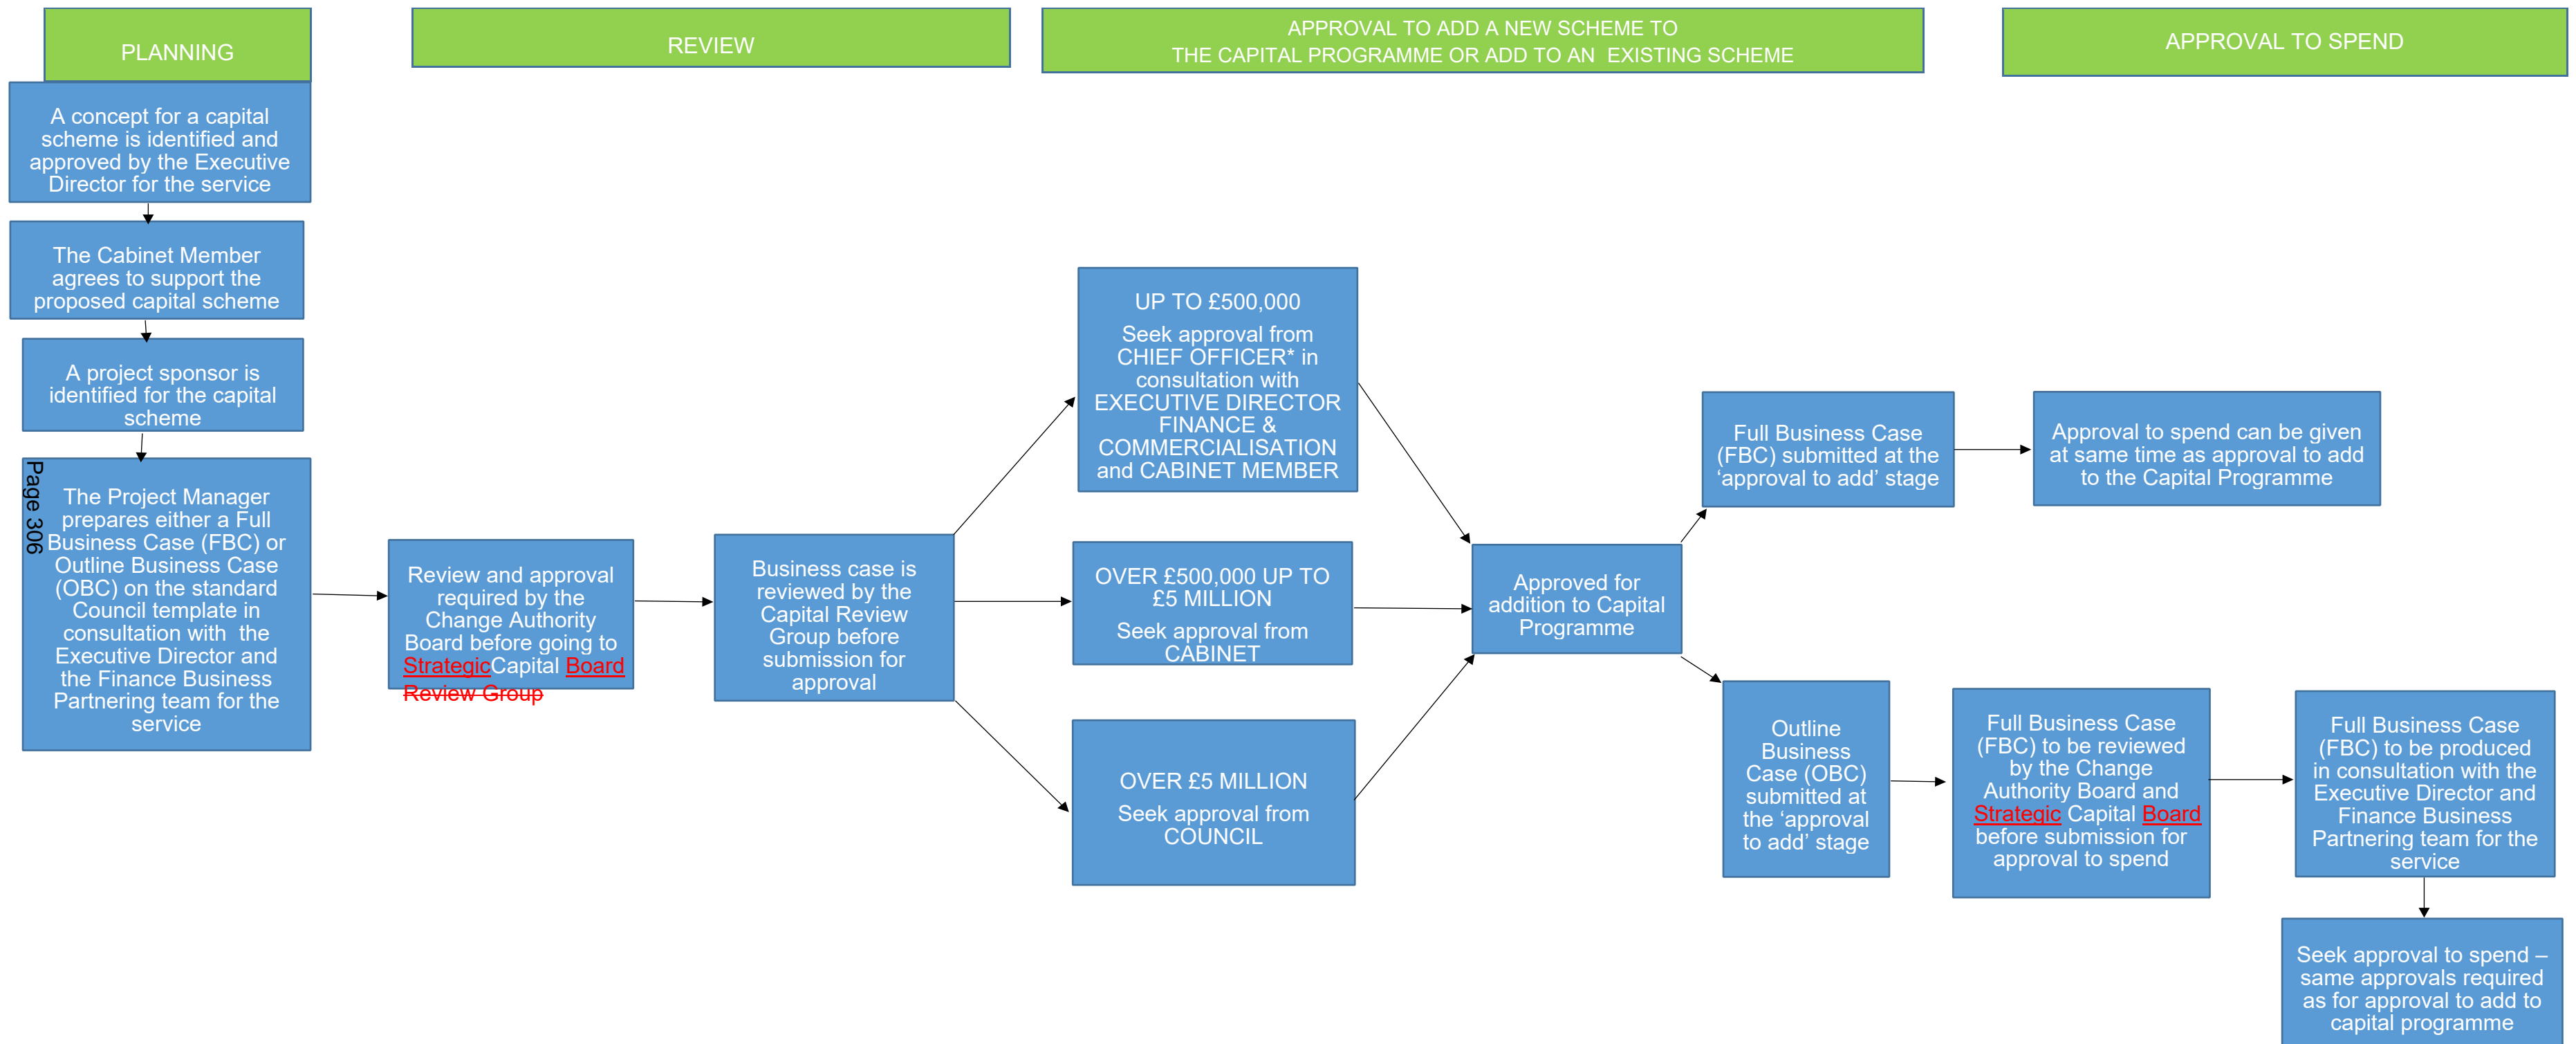 PLANNING
REVIEW
APPROVAL TO ADD A NEW SCHEME TO
THE CAPITAL PROGRAMME OR ADD TO AN EXISTING SCHEME
APPROVAL TO SPEND
A concept for a capital
scheme is identified and
approved by the Executive
Director for the service
The Cabinet Member
agrees to support the
proposed capital scheme
A project sponsor is
identified for the capital
scheme
Page 306
The Project Manager
prepares either a Full
Business Case (FBC) or
Outline Business Case
(OBC) on the standard
Council template in
consultation with the
Executive Director and
the Finance Business
Partnering team for the
service
Review and approval
required by the
Change Authority
Board before going to
StrategicCapital Board
Review Group
Business case is
reviewed by the
Capital Review
Group before
submission for
approval
UP TO £500,000
Seek approval from
CHIEF OFFICER* in
consultation with
EXECUTIVE DIRECTOR
FINANCE &
COMMERCIALISATION
and CABINET MEMBER
OVER £500,000 UP TO
£5 MILLION
Seek approval from
CABINET
OVER £5 MILLION
Seek approval from
COUNCIL
Approved for
addition to Capital
Programme
Full Business Case
(FBC) submitted at the
‘approval to add’ stage
Approval to spend can be given
at same time as approval to add
to the Capital Programme
Outline
Business
Case (OBC)
submitted at
the ‘approval
to add’ stage
Full Business Case
(FBC) to be reviewed
by the Change
Authority Board and
Strategic Capital Board
before submission for
approval to spend
Full Business Case
(FBC) to be produced
in consultation with the
Executive Director and
Finance Business
Partnering team for the
service
Seek approval to spend –
same approvals required
as for approval to add to
capital programme